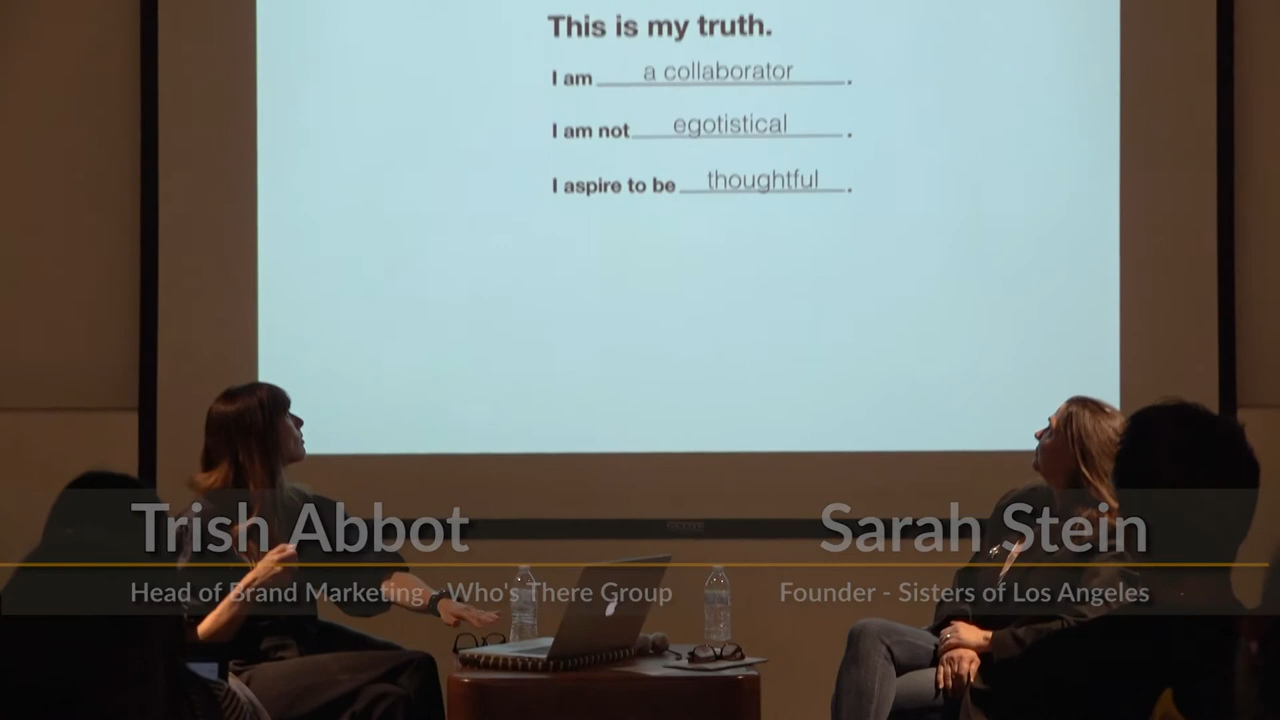 This is my truth.
I am a collaborator.
I am not egotistical.
I aspire to be thoughtful.
Trish Abbot
Head of Brand Marketing - Who's There Group
Sarah Stein
Founder - Sisters of Los Angeles